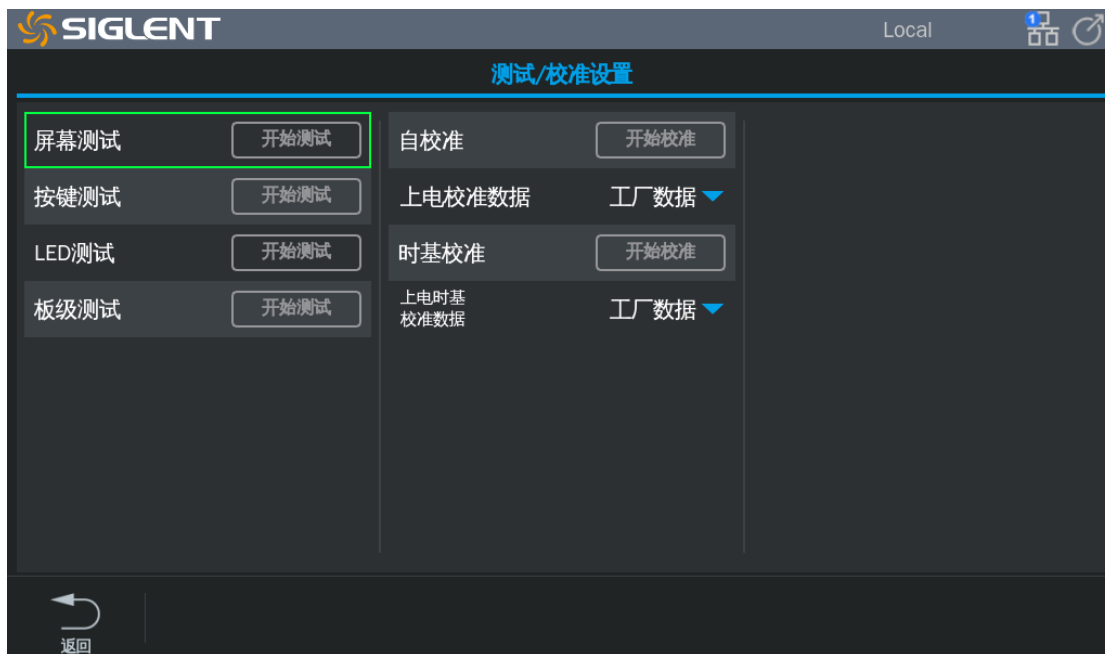 SIGLENT
Local
1
测试/校准设置
屏幕测试
开始测试
按键测试
开始测试
LED测试
开始测试
板级测试
开始测试
自校准
开始校准
上电校准数据
工厂数据
时基校准
开始校准
上电时基
校准数据
工厂数据
返回